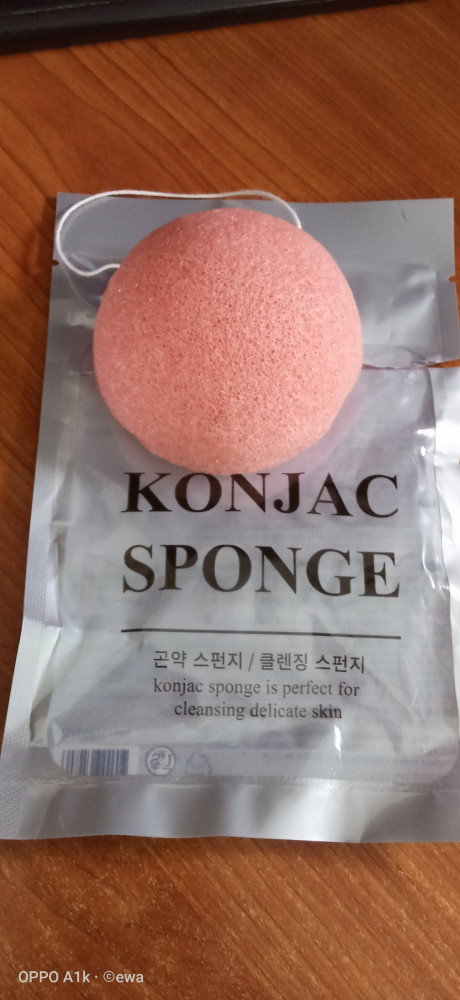 KONJAC
SPONGE
곤약 스펀지 / 클렌징 스펀지
konjac sponge is perfect for
cleansing delicate skin
OPPO A1k · ©ewa